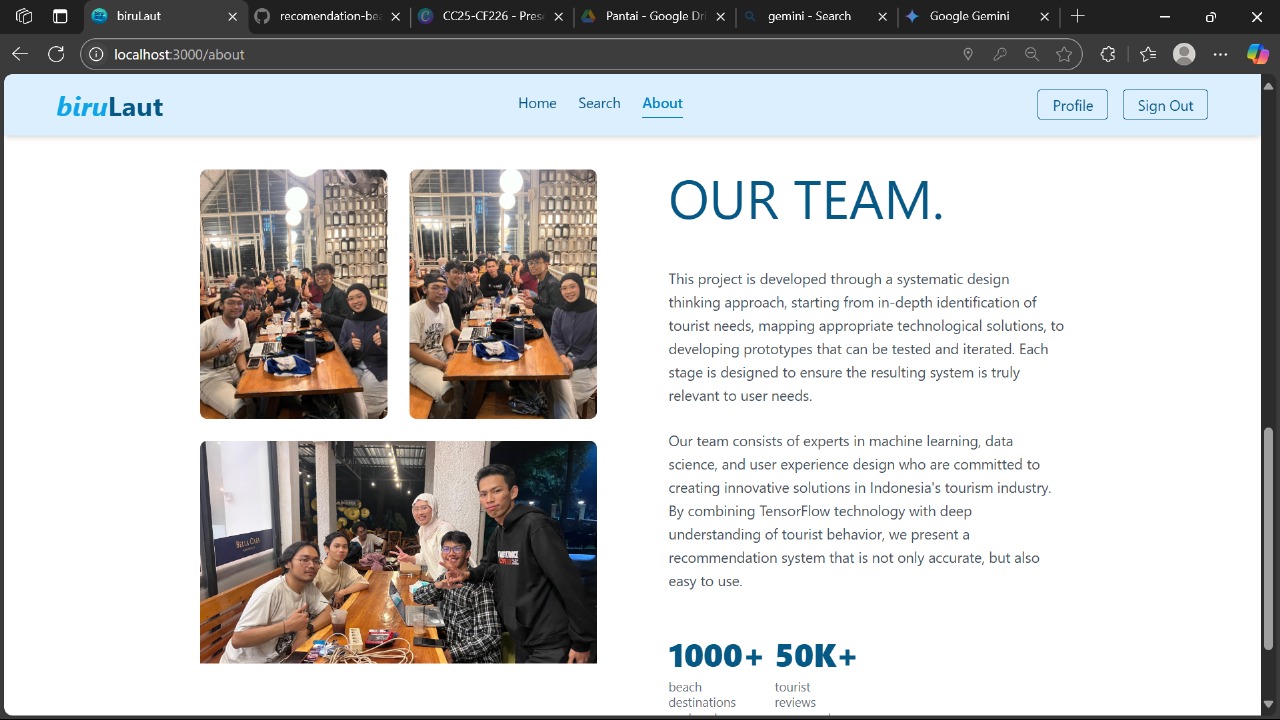 biruLaut
recomendation-be
CC25-CF226 - Pres
Pantai - Google Dri
gemini - Search
Google Gemini
localhost:3000/about
biruLaut
Home
Search
About
Profile
Sign Out
OUR TEAM.
This project is developed through a systematic design
thinking approach, starting from in-depth identification of
tourist needs, mapping appropriate technological solutions, to
developing prototypes that can be tested and iterated. Each
stage is designed to ensure the resulting system is truly
relevant to user needs.
Our team consists of experts in machine learning, data
science, and user experience design who are committed to
creating innovative solutions in Indonesia's tourism industry.
By combining TensorFlow technology with deep
understanding of tourist behavior, we present a
recommendation system that is not only accurate, but also
easy to use.
1000+ 50K+
beach
destinations
tourist
reviews